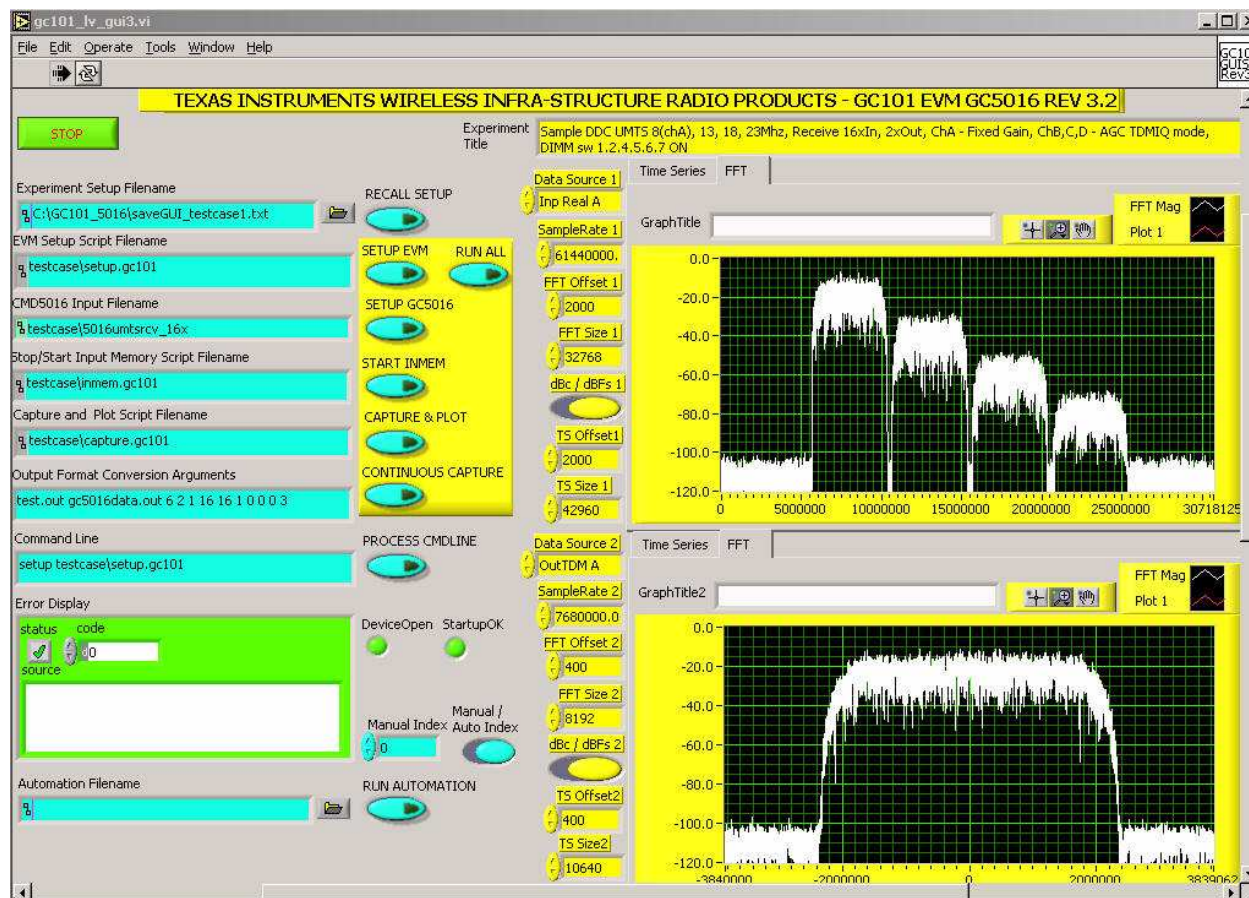 gc101_lv_gui3.vi
File Edit Operate Tools Window Help
GC10
GUIS
Rev3
TEXAS INSTRUMENTS WIRELESS INFRA-STRUCTURE RADIO PRODUCTS - GC101 EVM GC5016 REV 3.2
STOP
Experiment Title
Sample DDC UMTS 8(chA), 13, 18, 23Mhz, Receive 16xIn, 2xOut, ChA - Fixed Gain, ChB,C,D - AGC TDMIQ mode,
DIMM sw 1.2.4.5.6.7 ON
Experiment Setup Filename
C:\GC101_5016\saveGUI_testcase1.txt
EVM Setup Script Filename
testcase\setup.gc101
CMD5016 Input Filename
testcase\5016umtsrcv_16x
Stop/Start Input Memory Script Filename
testcase\inmem.gc101
Capture and Plot Script Filename
testcase\capture.gc101
Output Format Conversion Arguments
test.out gc5016data.out 6 2 1 16 16 1 0 0 0 3
Command Line
setup testcase\setup.gc101
Error Display
status code
d0
source
Automation Filename
RECALL SETUP
SETUP EVM RUN ALL
SETUP GC5016
START INMEM
CAPTURE & PLOT
CONTINUOUS CAPTURE
PROCESS CMDLINE
DeviceOpen StartupOK
Manual Index
0
Manual / Auto Index
RUN AUTOMATION
Data Source 1
Inp Real A
SampleRate 1
61440000.
FFT Offset 1
2000
FFT Size 1
32768
dBc / dBFs 1
TS Offset1
2000
TS Size 1
42960
Data Source 2
OutTDM A
SampleRate 2
7680000.0
FFT Offset 2
400
FFT Size 2
8192
dBc / dBFs 2
TS Offset2
400
TS Size2
10640
Time Series FFT
GraphTitle
FFT Mag
Plot 1
0.0
-20.0
-40.0
-60.0
-80.0
-100.0
-120.0
0 5000000 10000000 15000000 20000000 25000000 30718125
Time Series FFT
GraphTitle2
FFT Mag
Plot 1
0.0
-20.0
-40.0
-60.0
-80.0
-100.0
-120.0
-3840000 -2000000 0 2000000 3839062